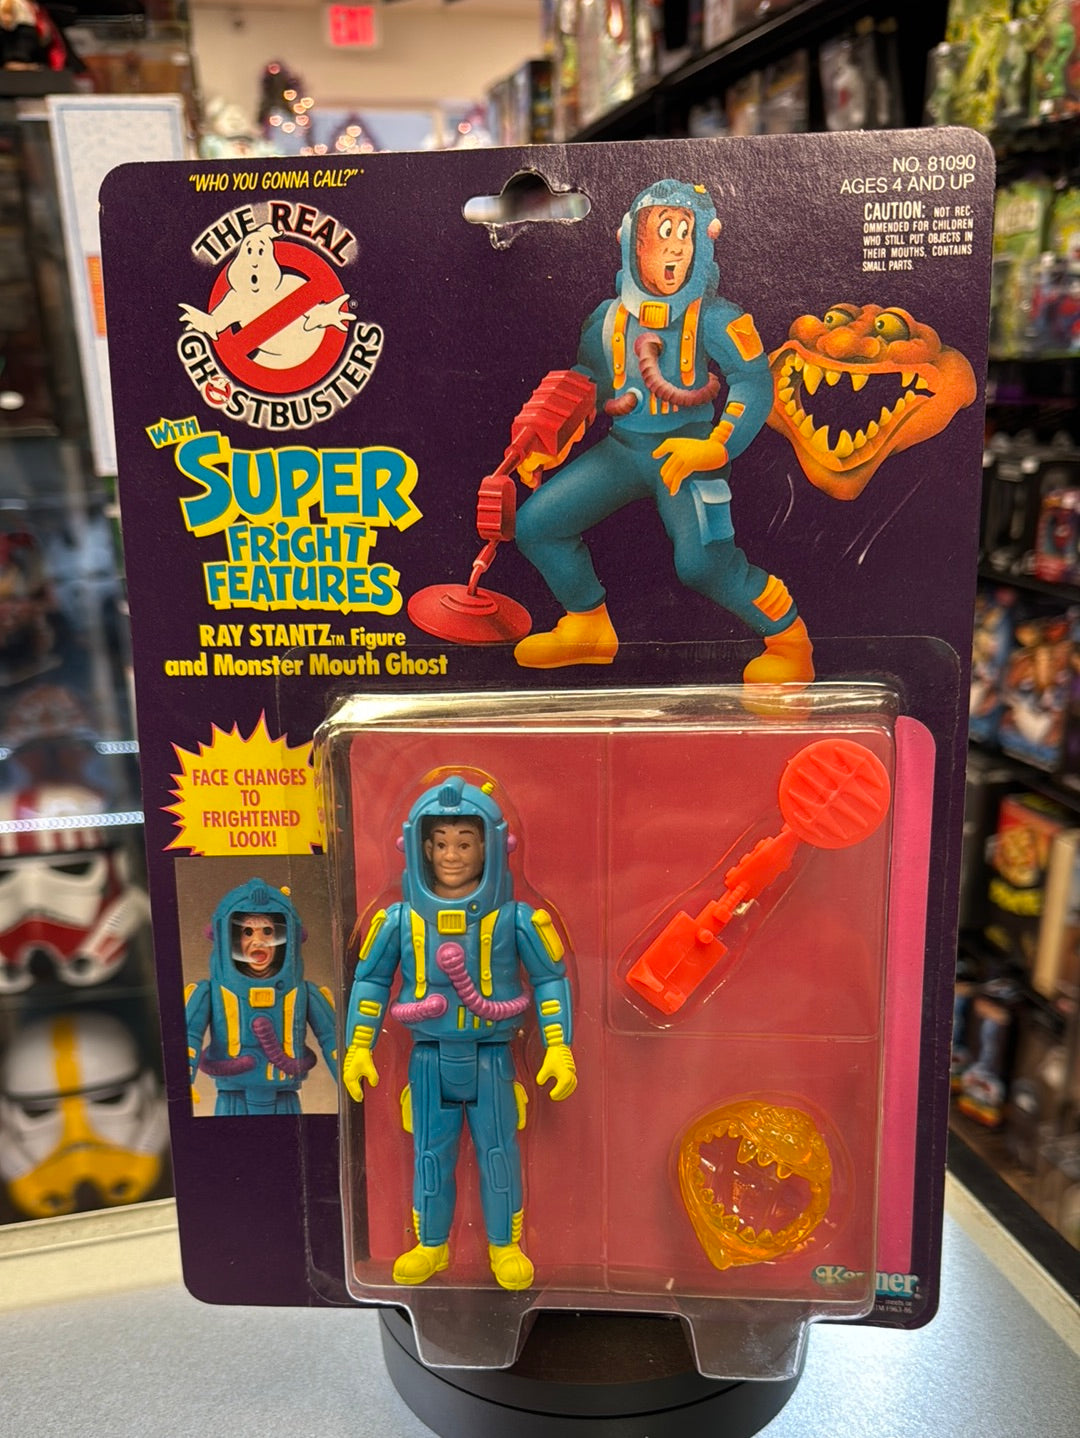 EXIT
"WHO YOU GONNA CALL?"
THE REAL
GHOSTBUSTERS
WITH
SUPER
FRIGHT
FEATURES
RAY STANTZ TM Figure
and Monster Mouth Ghost
NO. 81090
AGES 4 AND UP
CAUTION: NOT REC-
OMMENDED FOR CHILDREN
WHO STILL PUT OBJECTS IN
THEIR MOUTHS, CONTAINS
SMALL PARTS.
FACE CHANGES
TO
FRIGHTENED
LOOK!
Kenner